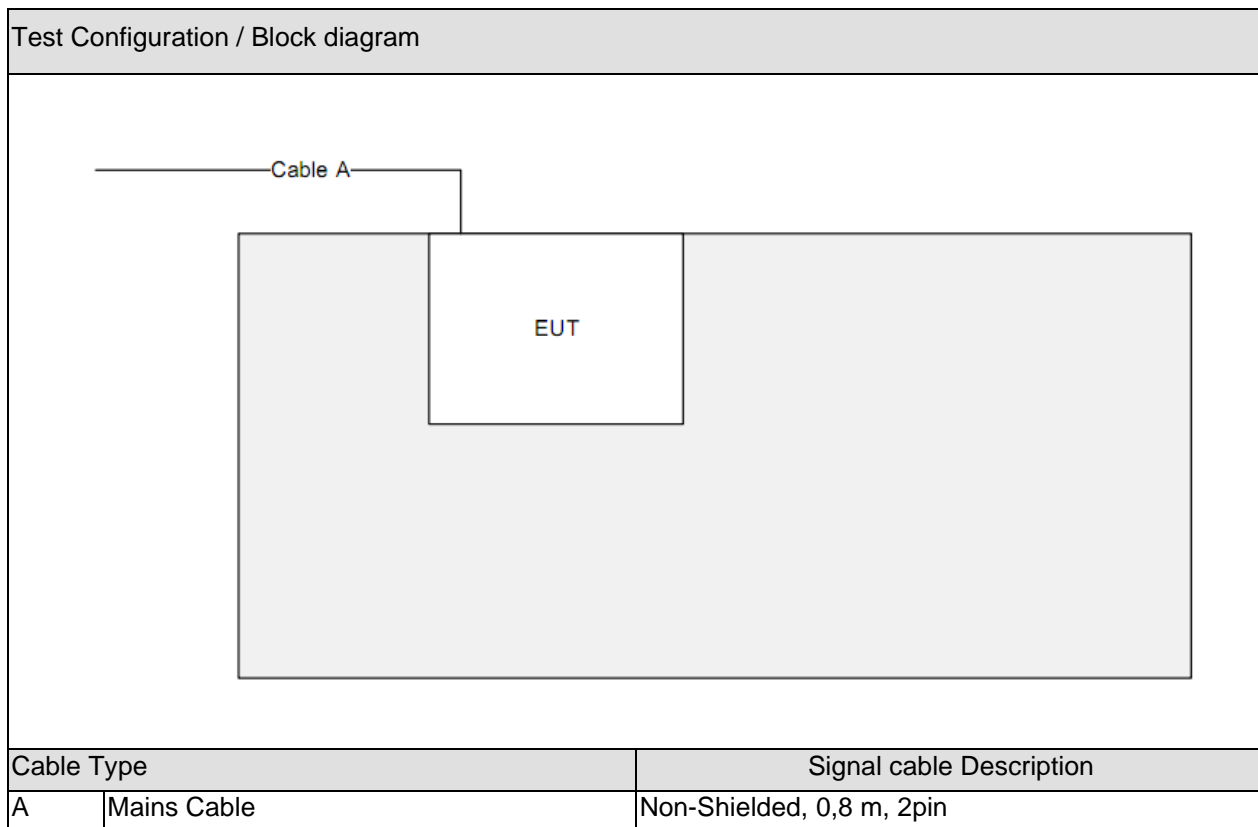 Test Configuration / Block diagram
Cable A
EUT
Cable Type Signal cable Description
A Mains Cable Non-Shielded, 0,8 m, 2pin